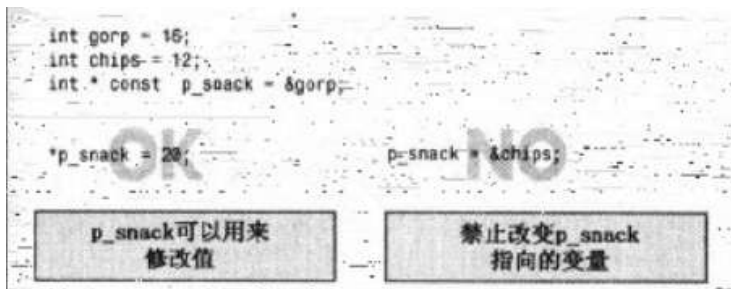 int gorp = 16;
int chips = 12;
int * const p_snack = &gorp;
OK
NO
*p_snack = 20;
p_snack = &chips;
p_snack可以用来
修改值
禁止改变p_snack
指向的变量